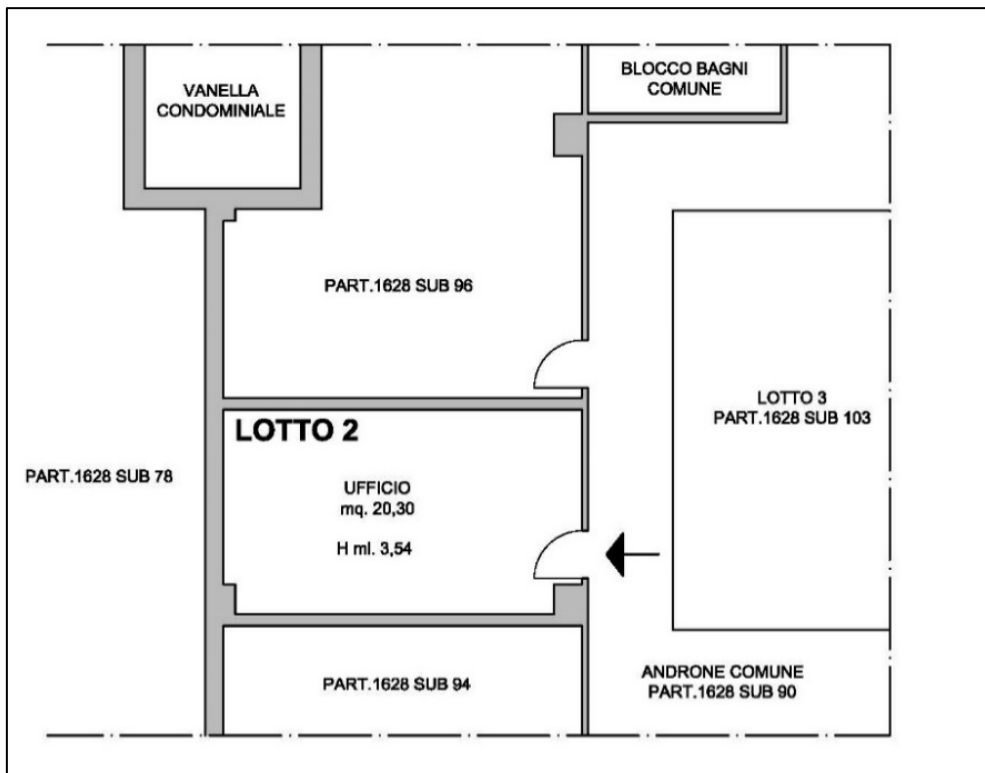 VANELLA
CONDOMINIALE
BLOCCO BAGNI
COMUNE
PART.1628 SUB 96
LOTTO 3
PART.1628 SUB 103
LOTTO 2
PART.1628 SUB 78
UFFICIO
mq. 20,30
H ml. 3,54
ANDRONE COMUNE
PART.1628 SUB 90
PART.1628 SUB 94